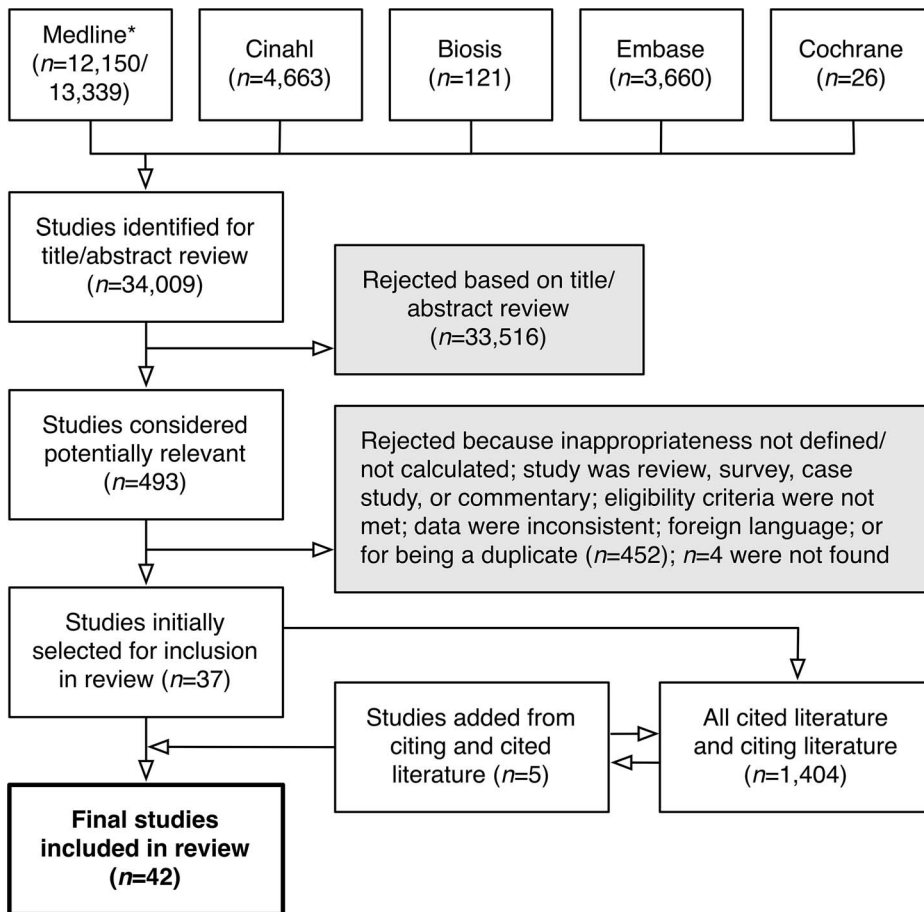 Medline*
(n=12,150/
13,339)
Cinahl
(n=4,663)
Biosis
(n=121)
Embase
(n=3,660)
Cochrane
(n=26)
Studies identified for
title/abstract review
(n=34,009)
Rejected based on title/
abstract review
(n=33,516)
Studies considered
potentially relevant
(n=493)
Rejected because inappropriateness not defined/
not calculated; study was review, survey, case
study, or commentary; eligibility criteria were not
met; data were inconsistent; foreign language; or
for being a duplicate (n=452); n=4 were not found
Studies initially
selected for inclusion
in review (n=37)
Studies added from
citing and cited
literature (n=5)
All cited literature
and citing literature
(n=1,404)
Final studies
included in review
(n=42)